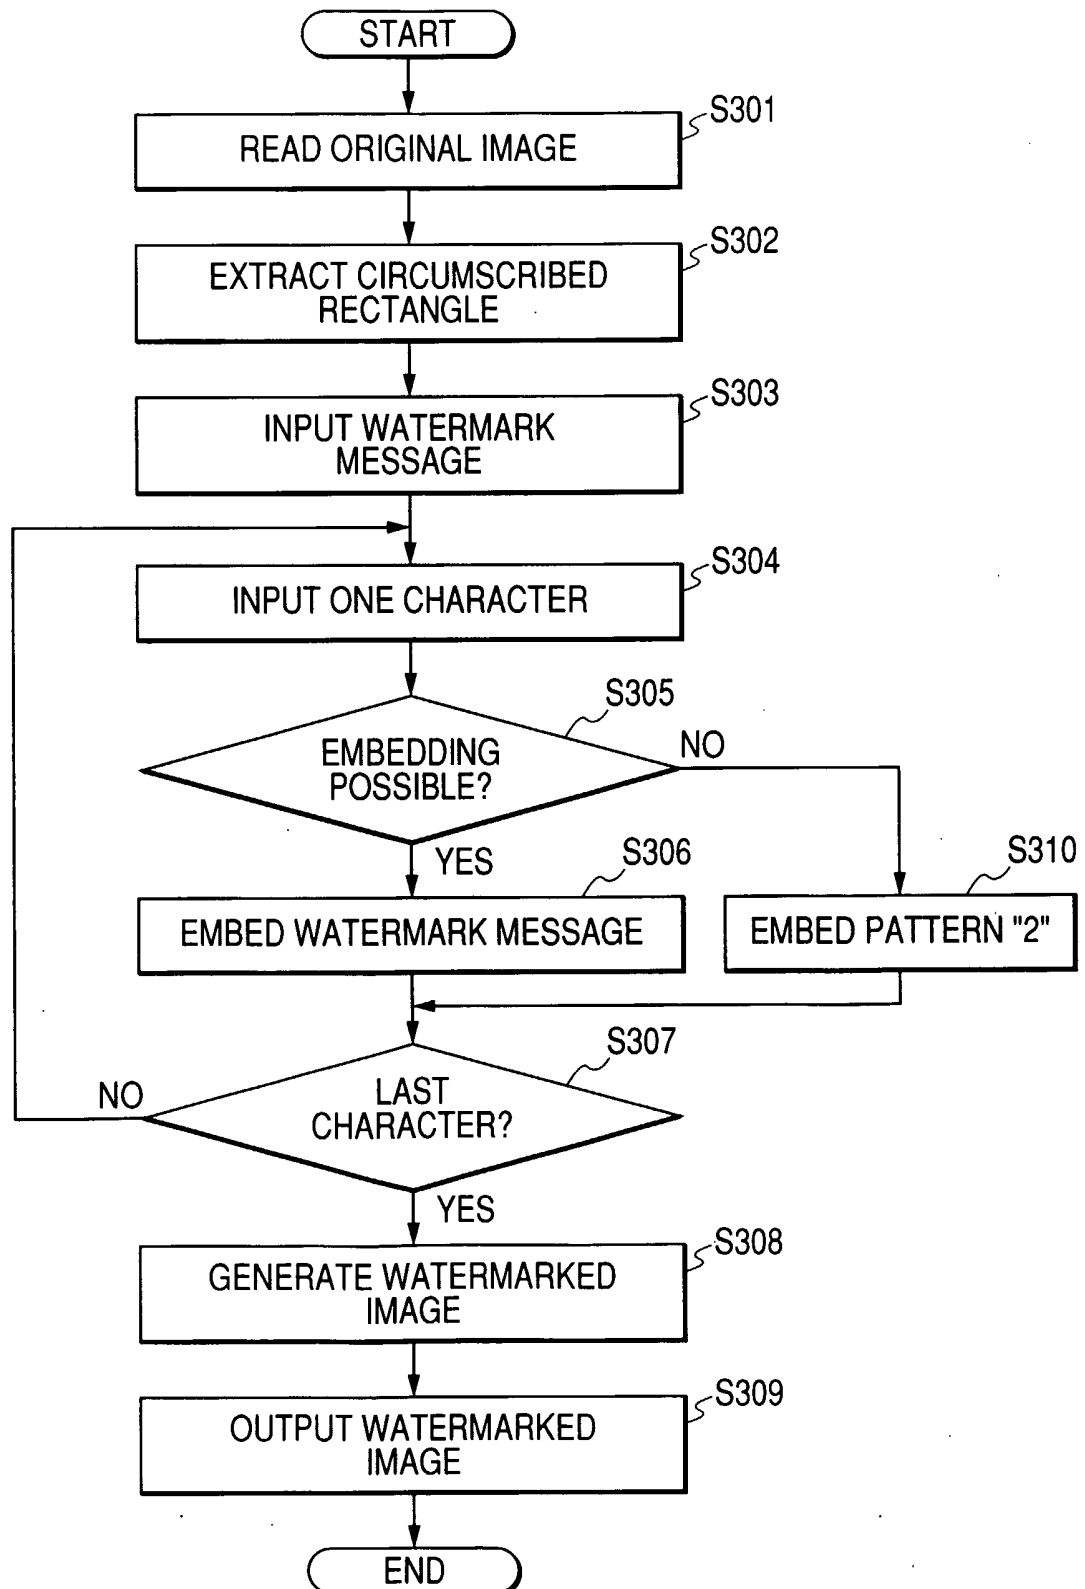 START
S301
READ ORIGINAL IMAGE
S302
EXTRACT CIRCUMSCRIBED
RECTANGLE
S303
INPUT WATERMARK
MESSAGE
S304
INPUT ONE CHARACTER
S305
EMBEDDING
POSSIBLE?
NO
YES
S306
EMBED WATERMARK MESSAGE
S310
EMBED PATTERN "2"
S307
LAST
CHARACTER?
NO
YES
S308
GENERATE WATERMARKED
IMAGE
S309
OUTPUT WATERMARKED
IMAGE
END